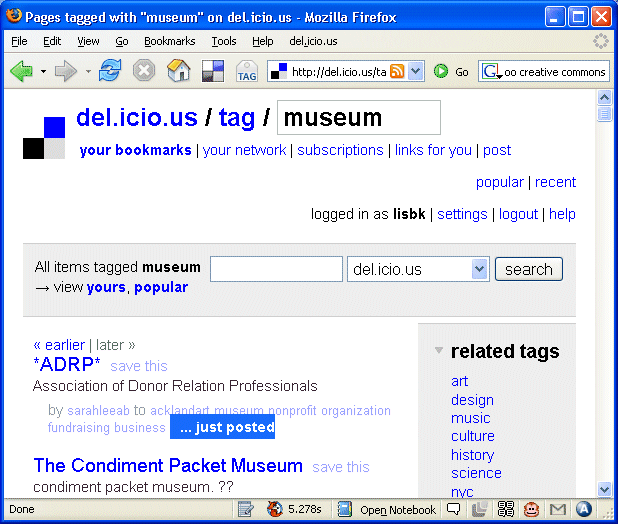 Pages tagged with "museum" on del.icio.us - Mozilla Firefox
File Edit View Go Bookmarks Tools Help del.icio.us
TAG http://del.icio.us/ta Go G oo creative commons
del.icio.us / tag / museum
your bookmarks | your network | subscriptions | links for you | post
popular | recent
logged in as lisbk | settings | logout | help
All items tagged museum del.icio.us search
→ view yours, popular
« earlier | later »
*ADRP* save this
Association of Donor Relation Professionals
by sarahleeab to acklandart museum nonprofit organization
fundraising business ... just posted
The Condiment Packet Museum save this
condiment packet museum. ??
related tags
art
design
music
culture
history
science
nyc
Done 5.278s Open Notebook